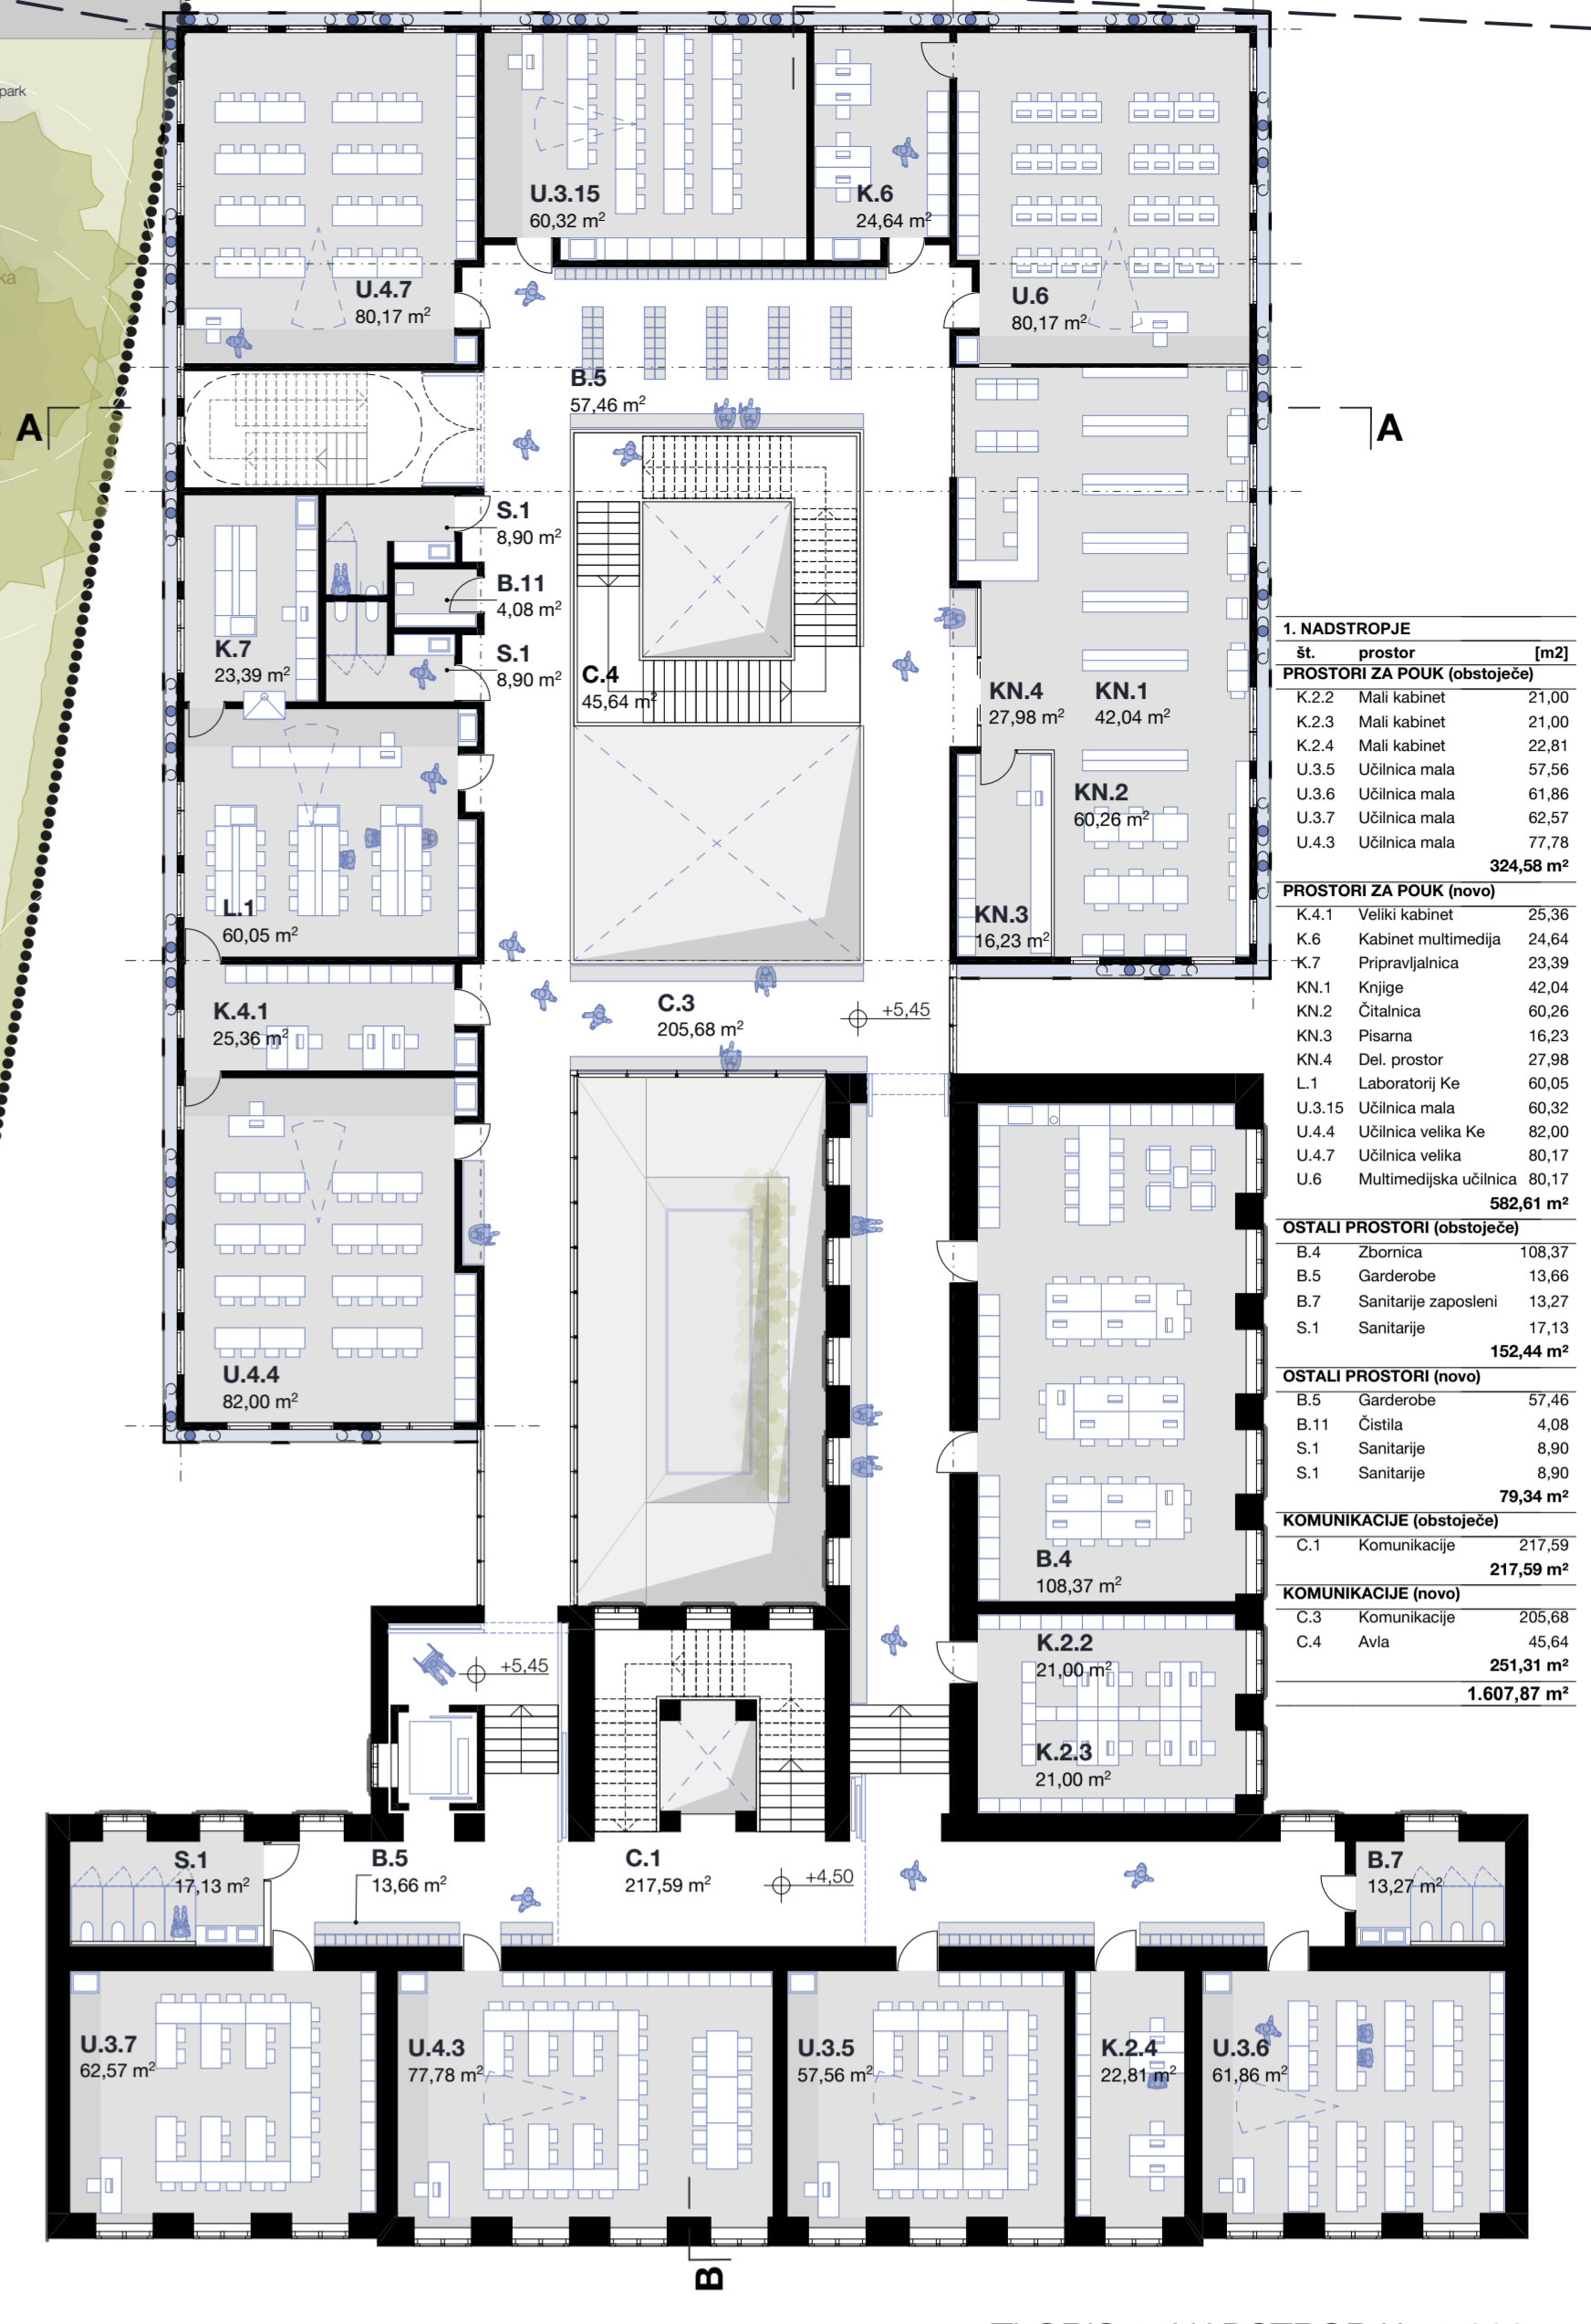 park
ka
U.3.15
60,32 m²
K.6
24,64 m²
U.4.7
80,17 m²
U.6
80,17 m²
B.5
57,46 m²
A
A
S.1
8,90 m²
B.11
4,08 m²
S.1
8,90 m²
K.7
23,39 m²
C.4
45,64 m²
KN.4
27,98 m²
KN.1
42,04 m²
KN.2
60,26 m²
L.1
60,05 m²
KN.3
16,23 m²
K.4.1
25,36 m²
C.3
205,68 m²
+5,45
U.4.4
82,00 m²
B.4
108,37 m²
K.2.2
21,00 m²
+5,45
K.2.3
21,00 m²
S.1
17,13 m²
B.5
13,66 m²
C.1
217,59 m²
+4,50
B.7
13,27 m²
U.3.7
62,57 m²
U.4.3
77,78 m²
U.3.5
57,56 m²
K.2.4
22,81 m²
U.3.6
61,86 m²
B
1. NADSTROPJE
št. prostor [m2]
PROSTORI ZA POUK (obstoječe)
K.2.2 Mali kabinet 21,00
K.2.3 Mali kabinet 21,00
K.2.4 Mali kabinet 22,81
U.3.5 Učilnica mala 57,56
U.3.6 Učilnica mala 61,86
U.3.7 Učilnica mala 62,57
U.4.3 Učilnica mala 77,78
324,58 m²
PROSTORI ZA POUK (novo)
K.4.1 Veliki kabinet 25,36
K.6 Kabinet multimedija 24,64
K.7 Pripravljalnica 23,39
KN.1 Knjige 42,04
KN.2 Čitalnica 60,26
KN.3 Pisarna 16,23
KN.4 Del. prostor 27,98
L.1 Laboratorij Ke 60,05
U.3.15 Učilnica mala 60,32
U.4.4 Učilnica velika Ke 82,00
U.4.7 Učilnica velika 80,17
U.6 Multimedijska učilnica 80,17
582,61 m²
OSTALI PROSTORI (obstoječe)
B.4 Zbornica 108,37
B.5 Garderobe 13,66
B.7 Sanitarije zaposleni 13,27
S.1 Sanitarije 17,13
152,44 m²
OSTALI PROSTORI (novo)
B.5 Garderobe 57,46
B.11 Čistila 4,08
S.1 Sanitarije 8,90
S.1 Sanitarije 8,90
79,34 m²
KOMUNIKACIJE (obstoječe)
C.1 Komunikacije 217,59
217,59 m²
KOMUNIKACIJE (novo)
C.3 Komunikacije 205,68
C.4 Avla 45,64
251,31 m²
1.607,87 m²